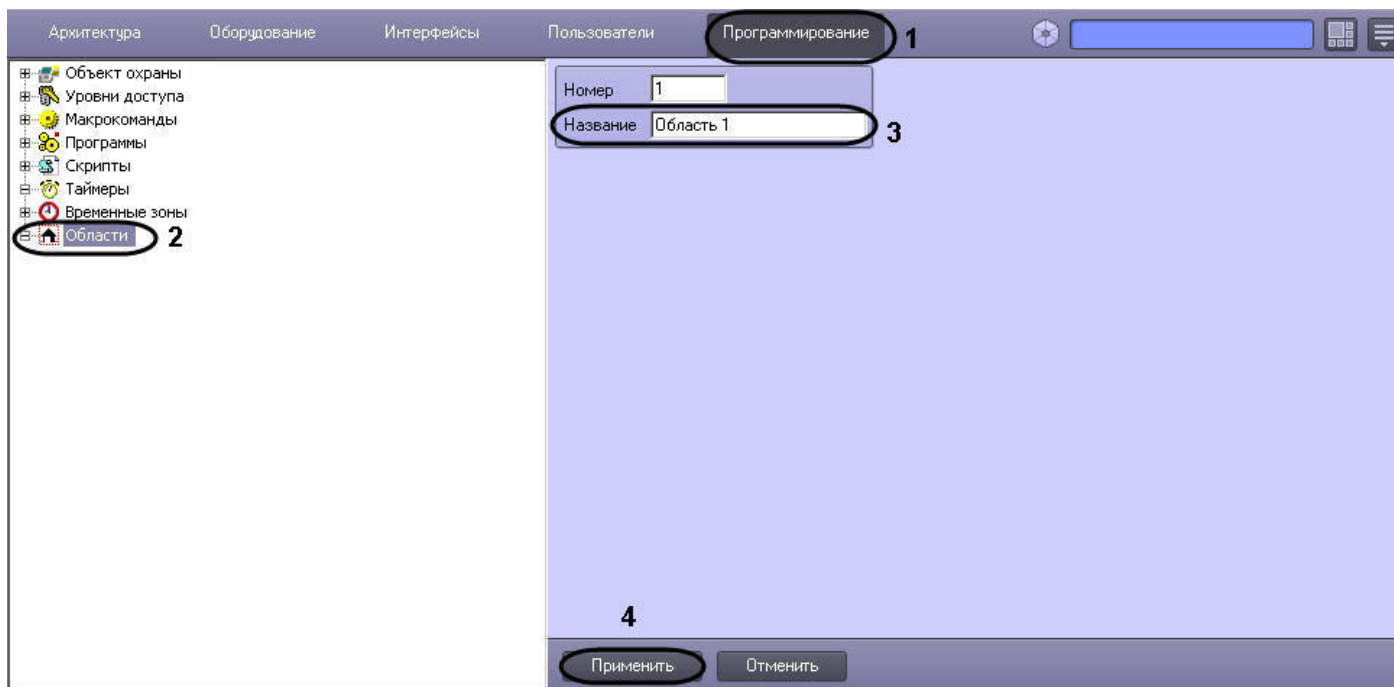 Архитектура Оборудование Интерфейсы Пользователи Программирование 1
Объект охраны
Уровни доступа
Макрокоманды
Программы
Скрипты
Таймеры
Временные зоны
Области 2
Номер 1
Название Область 1 3
4
Применить Отменить